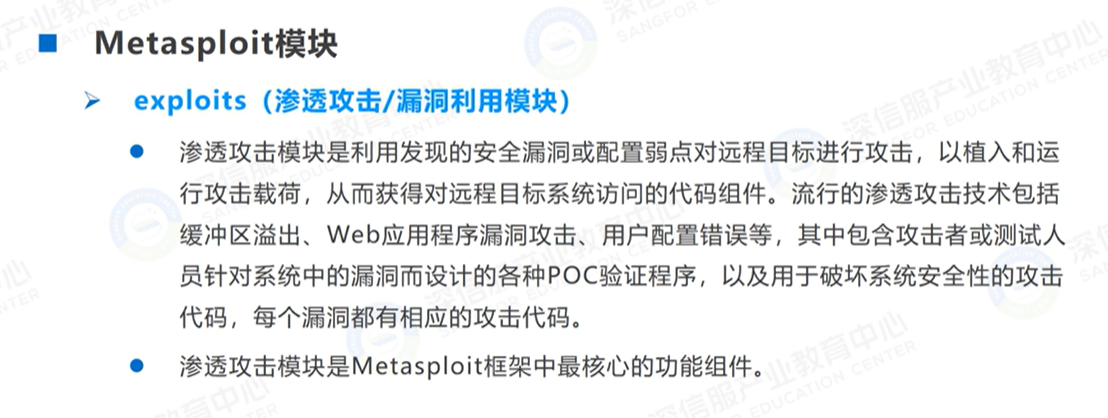 Metasploit模块
exploits（渗透攻击/漏洞利用模块）
渗透攻击模块是利用发现的安全漏洞或配置弱点对远程目标进行攻击，以植入和运
行攻击载荷，从而获得对远程目标系统访问的代码组件。流行的渗透攻击技术包括
缓冲区溢出、Web应用程序漏洞攻击、用户配置错误等，其中包含攻击者或测试人
员针对系统中的漏洞而设计的各种POC验证程序，以及用于破坏系统安全性的攻击
代码，每个漏洞都有相应的攻击代码。
渗透攻击模块是Metasploit框架中最核心的功能组件。
深信服产业教育中心
SANGFOR EDUCATION CENTER